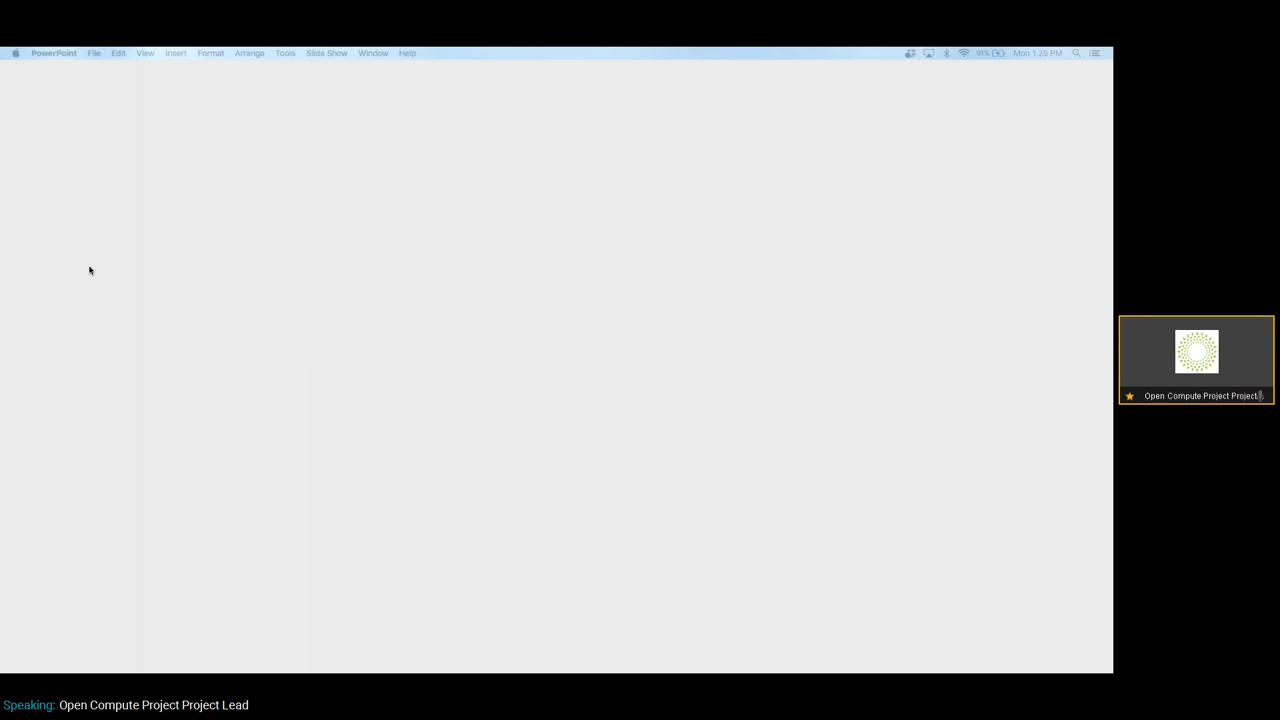 PowerPoint File Edit View Insert Format Arrange Tools Slide Show Window Help 91% Mon 1:25 PM
Open Compute Project Project
Speaking: Open Compute Project Project Lead